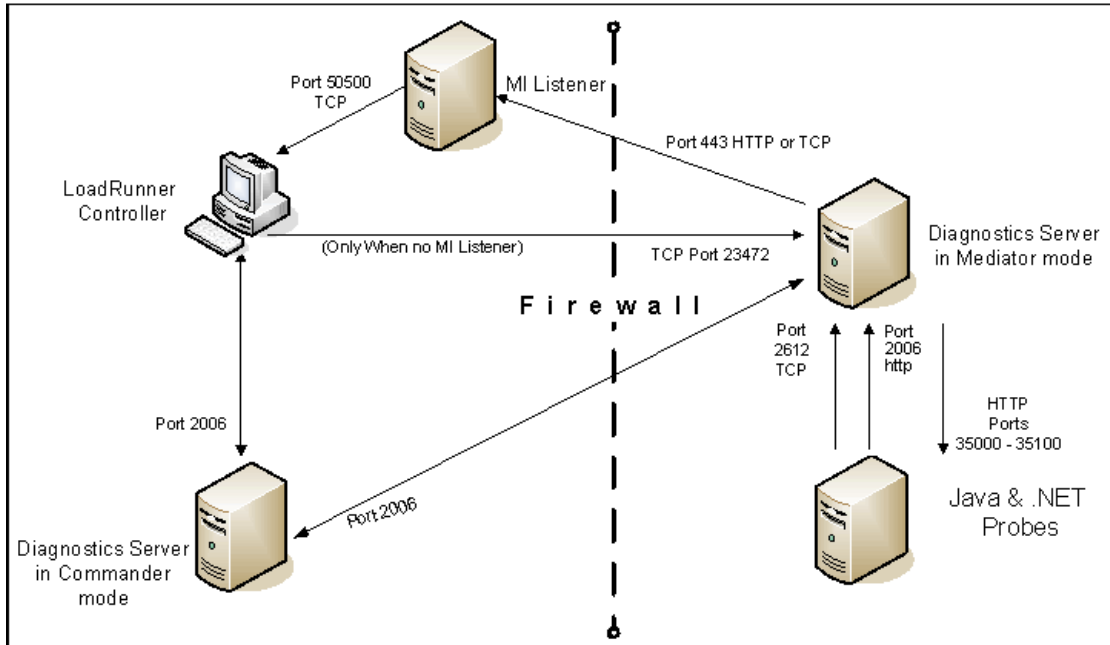 Port 50500
TCP
MI Listener
Port 443 HTTP or TCP
LoadRunner
Controller
(Only When no MI Listener)
TCP Port 23472
Diagnostics Server
in Mediator mode
Firewall
Port
2612
TCP
Port
2006
http
HTTP
Ports
35000 - 35100
Port 2006
Port 2006
Java & .NET
Probes
Diagnostics Server
in Commander
mode